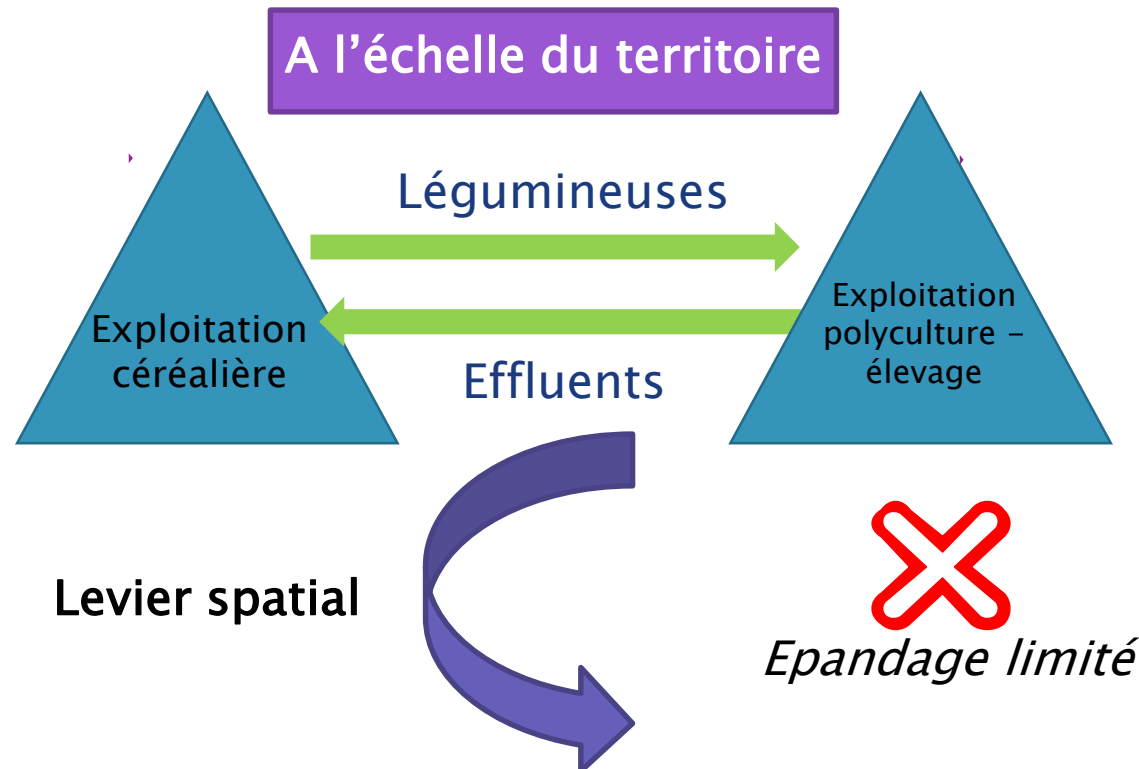 A l’échelle du territoire
Légumineuses
Exploitation
céréalière
Exploitation
polyculture –
élevage
Effluents
Levier spatial
Epandage limité